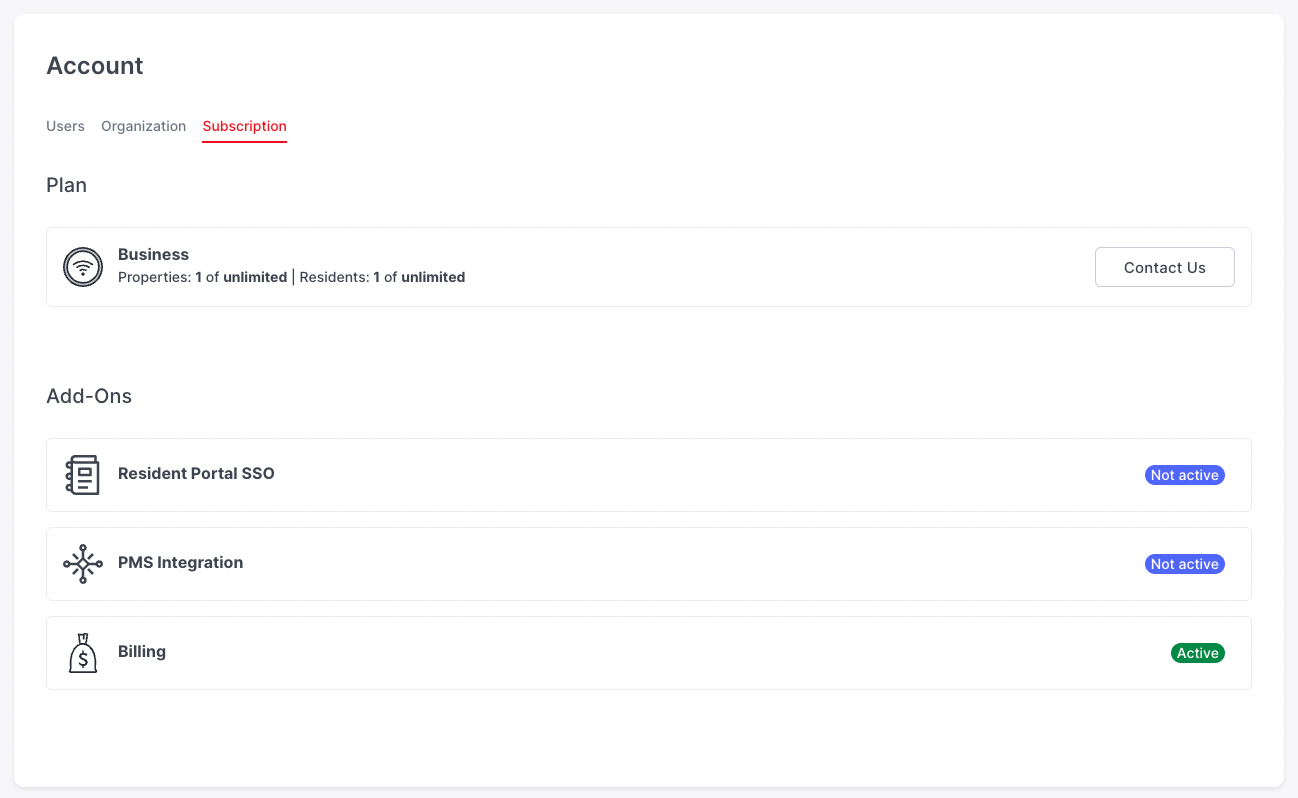 Account
Users Organization Subscription
Plan
Business
Properties: 1 of unlimited | Residents: 1 of unlimited
Contact Us
Add-Ons
Resident Portal SSO
Not active
PMS Integration
Not active
$
Billing
Active